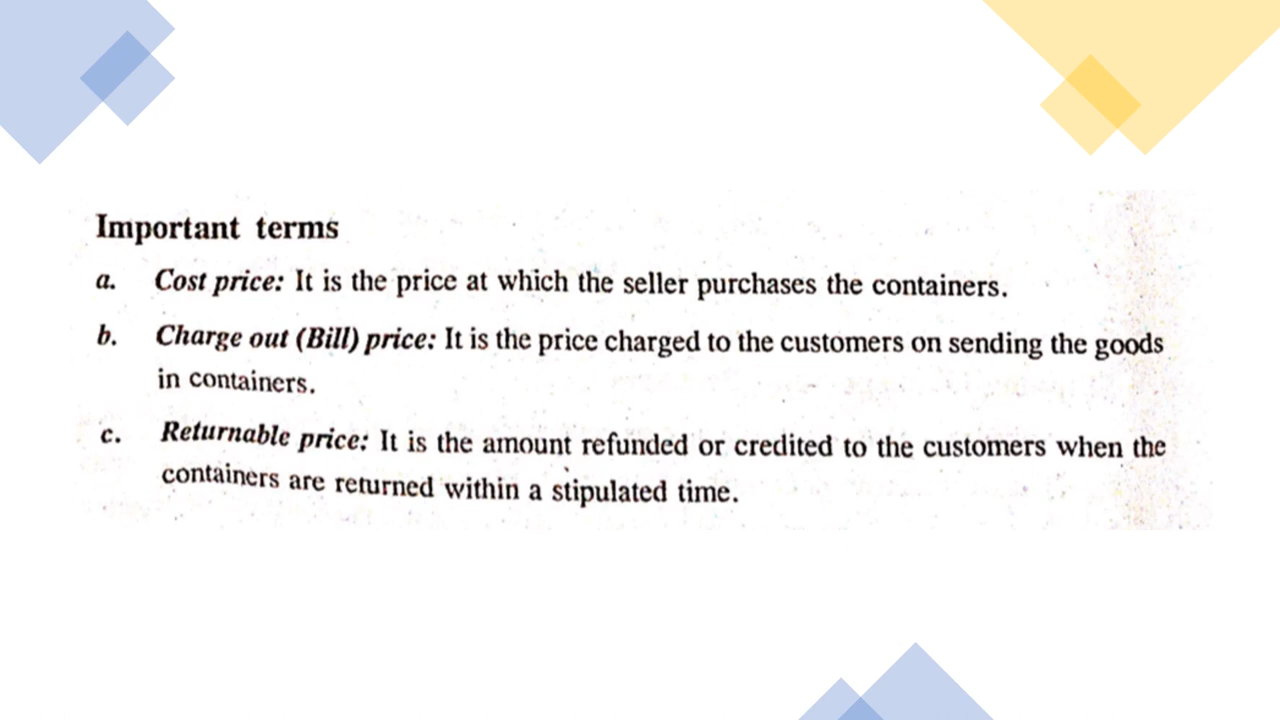 Important terms
a. Cost price: It is the price at which the seller purchases the containers.
b. Charge out (Bill) price: It is the price charged to the customers on sending the goods
in containers.
c. Returnable price: It is the amount refunded or credited to the customers when the
containers are returned within a stipulated time.